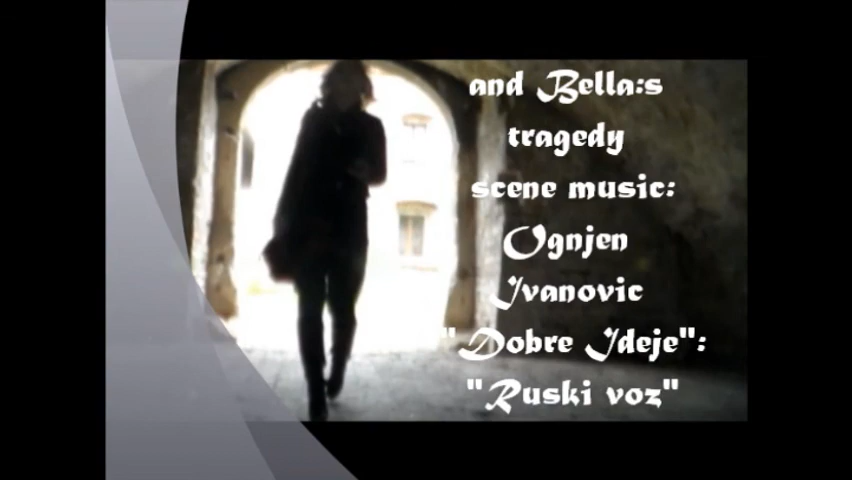 and Bella:s
tragedy
scene music:
Ognjen
Ivanovic
"Dobre Ideje":
"Ruski voz"